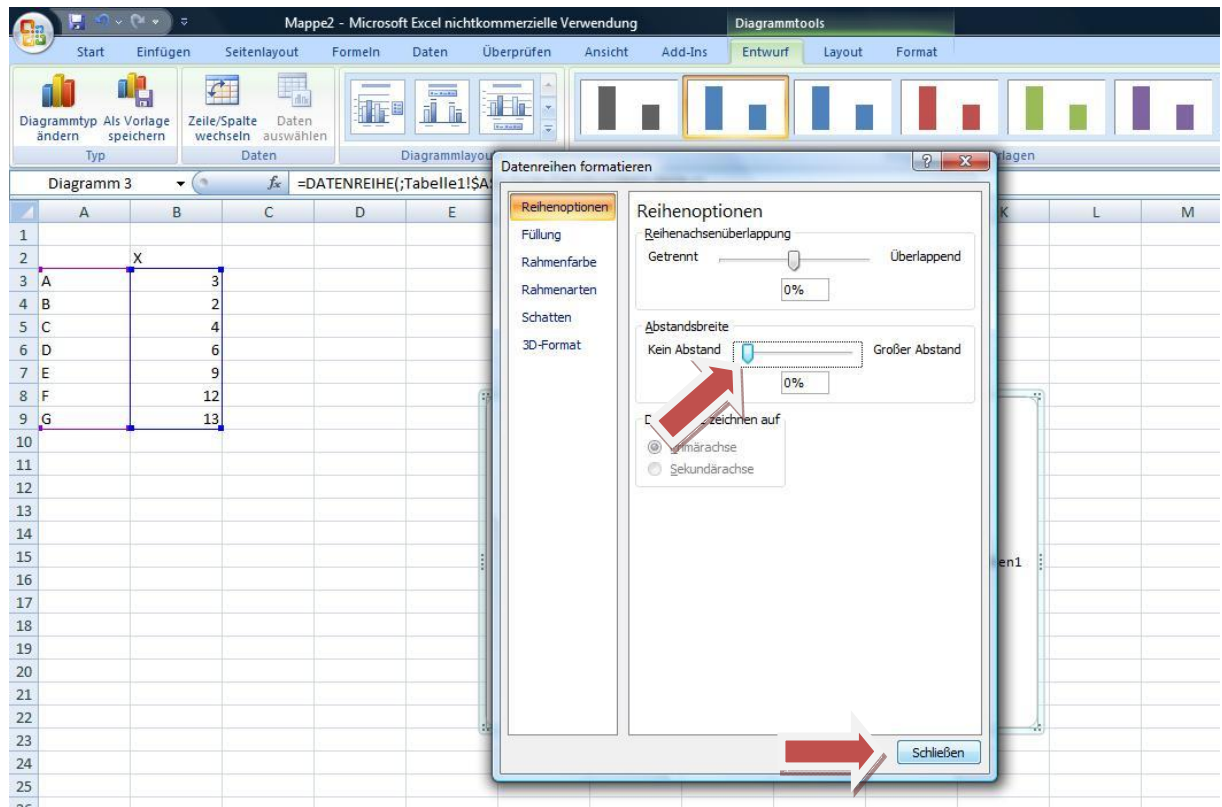 Mappe2 - Microsoft Excel nichtkommerzielle Verwendung Diagrammtools
Start Einfügen Seitenlayout Formeln Daten Überprüfen Ansicht Add-Ins Entwurf Layout Format
Diagrammtyp ändern
Als Vorlage speichern
Zeile/Spalte wechseln
Daten auswählen
Typ Daten Diagrammlayou lagen
Diagramm 3 fx =DATENREIHE(;Tabelle1!$A
A B C D E K L M
1
2 X
3 A 3
4 B 2
5 C 4
6 D 6
7 E 9
8 F 12
9 G 13
10
11
12
13
14
15
16
17
18
19
20
21
22
23
24
25
26
en1
Datenreihen formatieren
Reihenoptionen
Füllung
Rahmenfarbe
Rahmenarten
Schatten
3D-Format
Reihenoptionen
Reihenachsenüberlappung
Getrennt Überlappend
0%
Abstandsbreite
Kein Abstand Großer Abstand
0%
zeichnen auf
Primärachse
Sekundärachse
Schließen